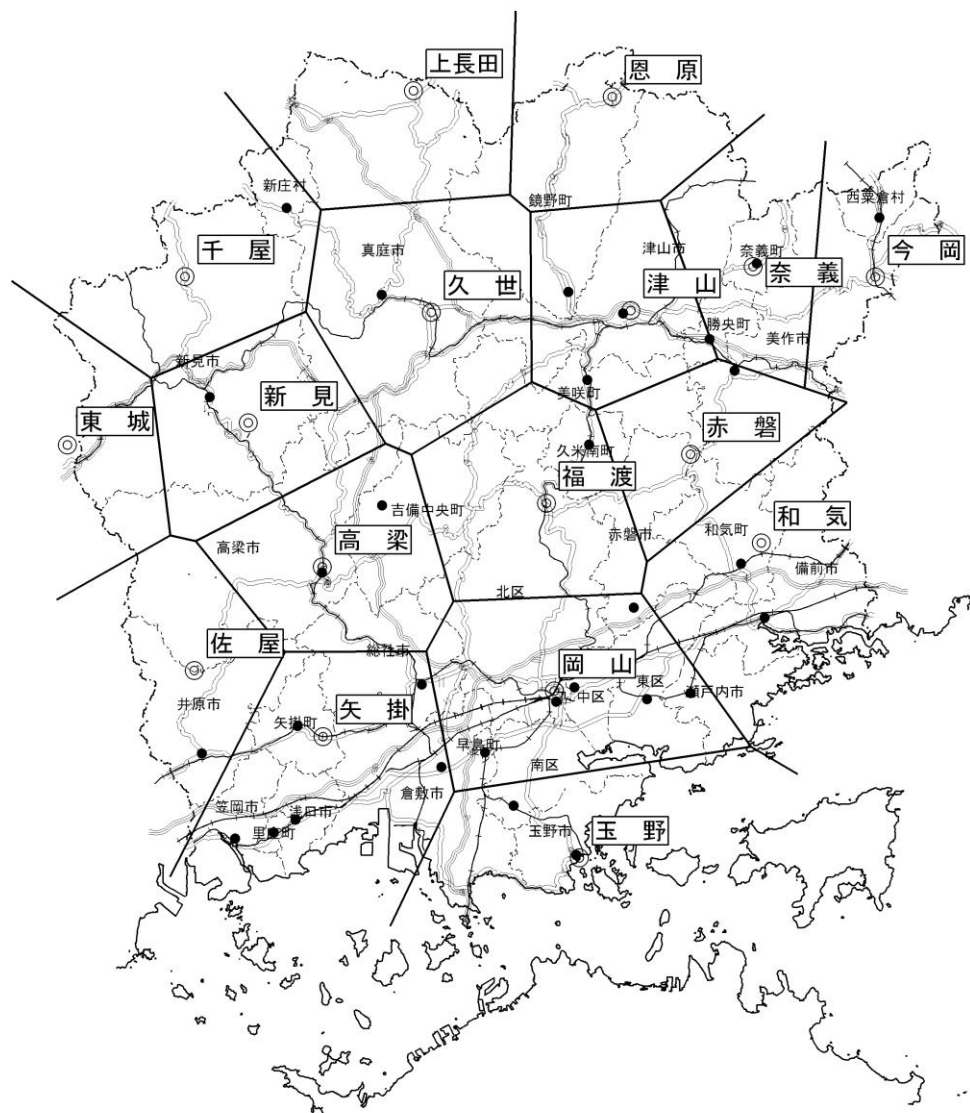 上長田
恩原
新庄村
鏡野町
西粟倉村
千屋
真庭市
津山市
奈義町
今岡
久世
津山
奈義
勝央町
美作市
新見市
新見
美咲町
東城
赤磐
久米南町
福渡
吉備中央町
高梁市
高梁
赤磐市
和気町
和気
備前市
北区
佐屋
総社市
岡山
井原市
矢掛町
矢掛
中区
東区
瀬戸内市
早島町
南区
倉敷市
笠岡市
浅口市
里庄町
玉野市
玉野